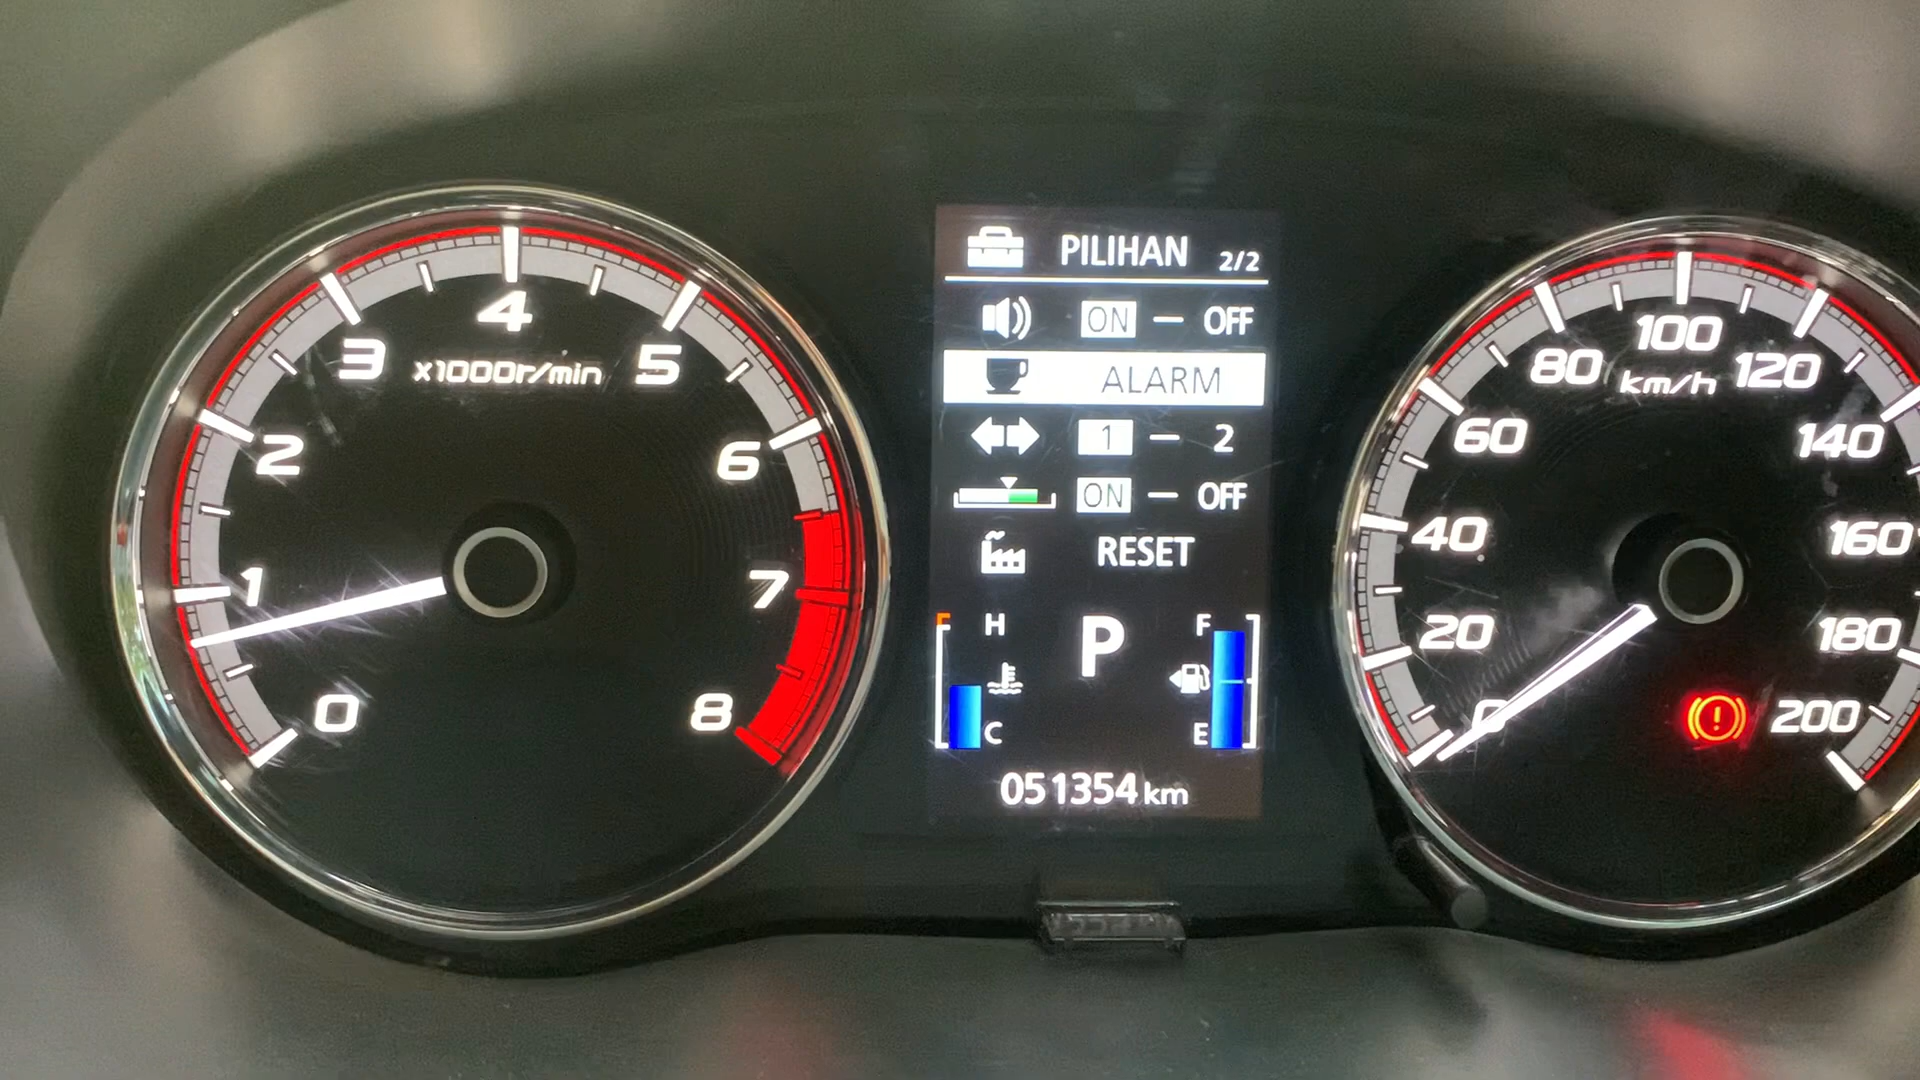 PILIHAN 2/2
ON — OFF
ALARM
1 — 2
ON — OFF
RESET
H
C
P
F
E
051354 km
0
1
2
3
4
5
6
7
8
x1000r/min
0
20
40
60
80
100
120
140
160
180
200
km/h